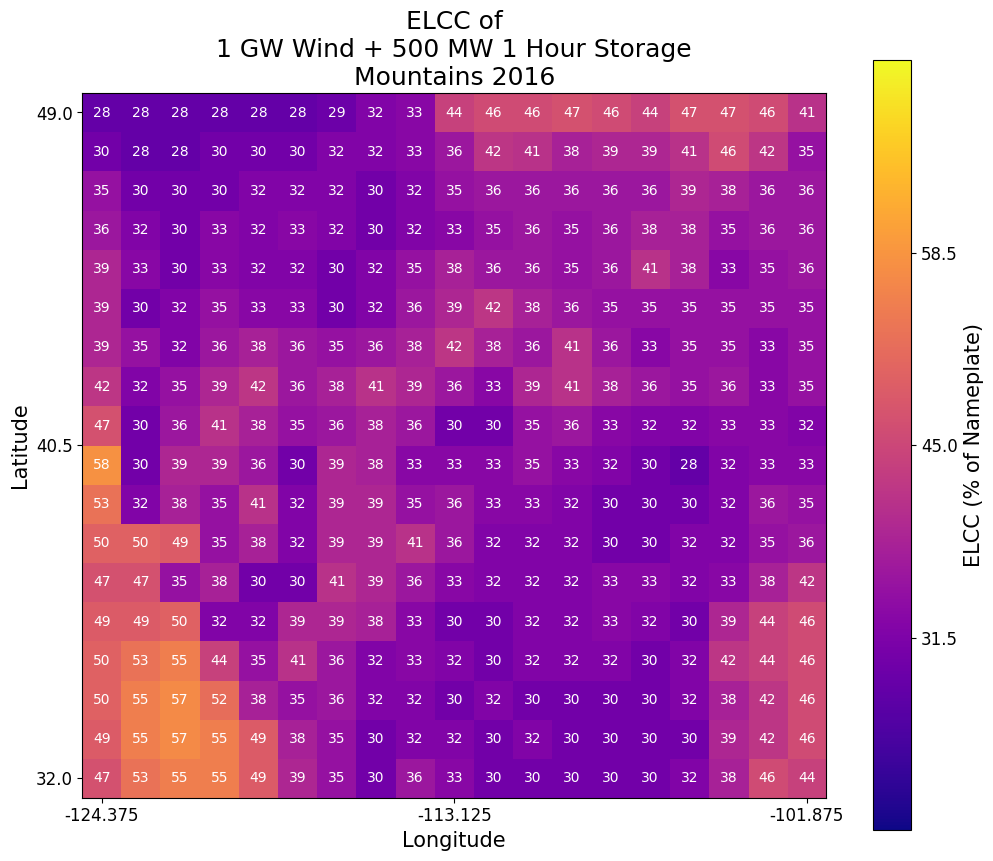 ELCC of
1 GW Wind + 500 MW 1 Hour Storage
Mountains 2016
49.0 28 28 28 28 28 28 29 32 33 44 46 46 47 46 44 47 47 46 41
30 28 28 30 30 30 32 32 33 36 42 41 38 39 39 41 46 42 35
35 30 30 30 32 32 32 30 32 35 36 36 36 36 36 39 38 36 36
36 32 30 33 32 33 32 30 32 33 35 36 35 36 38 38 35 36 36
39 33 30 33 32 32 30 32 35 38 36 36 35 36 41 38 33 35 36 58.5
39 30 32 35 33 33 30 32 36 39 42 38 36 35 35 35 35 35 35
39 35 32 36 38 36 35 36 38 42 38 36 41 36 33 35 35 33 35
42 32 35 39 42 36 38 41 39 36 33 39 41 38 36 35 36 33 35
47 30 36 41 38 35 36 38 36 30 30 35 36 33 32 32 33 33 32
40.5 45.0
58 30 39 39 36 30 39 38 33 33 33 35 33 32 30 28 32 33 33
53 32 38 35 41 32 39 39 35 36 33 33 32 30 30 30 32 36 35
50 50 49 35 38 32 39 39 41 36 32 32 32 30 30 32 32 35 36
47 47 35 38 30 30 41 39 36 33 32 32 32 33 33 32 33 38 42
49 49 50 32 32 39 39 38 33 30 30 32 32 33 32 30 39 44 46
31.5
50 53 55 44 35 41 36 32 33 32 30 32 32 32 30 32 42 44 46
50 55 57 52 38 35 36 32 32 30 32 30 30 30 30 32 38 42 46
49 55 57 55 49 38 35 30 32 32 30 32 30 30 30 30 39 42 46
32.0 47 53 55 55 49 39 35 30 36 33 30 30 30 30 30 32 38 46 44
-124.375 -113.125 -101.875
Longitude
Latitude
ELCC (% of Nameplate)